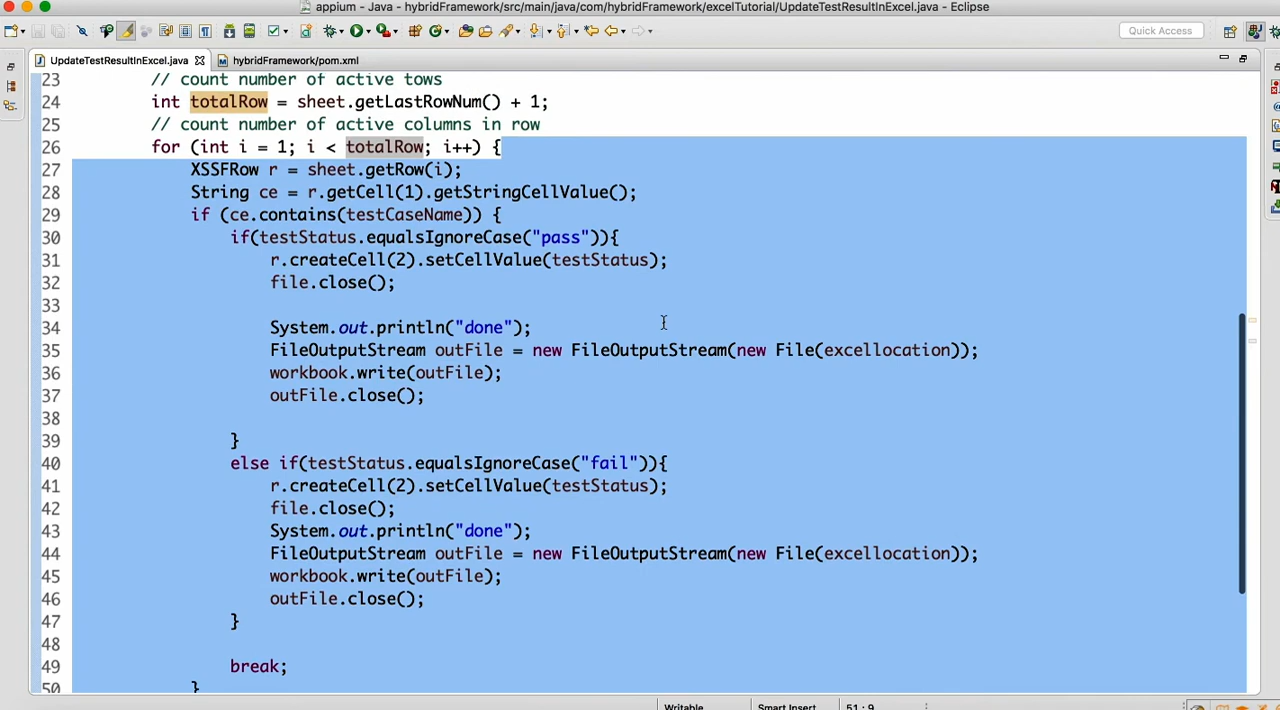 appium - Java - hybridFramework/src/main/java/com/hybridFramework/excelTutorial/UpdateTestResultInExcel.java - Eclipse
Quick Access
UpdateTestResultInExcel.java hybridFramework/pom.xml
23 // count number of active tows
24 int totalRow = sheet.getLastRowNum() + 1;
25 // count number of active columns in row
26 for (int i = 1; i < totalRow; i++) {
27 XSSFRow r = sheet.getRow(i);
28 String ce = r.getCell(1).getStringCellValue();
29 if (ce.contains(testCaseName)) {
30 if(testStatus.equalsIgnoreCase("pass")){
31 r.createCell(2).setCellValue(testStatus);
32 file.close();
33
34 System.out.println("done");
35 FileOutputStream outFile = new FileOutputStream(new File(excellocation));
36 workbook.write(outFile);
37 outFile.close();
38
39 }
40 else if(testStatus.equalsIgnoreCase("fail")){
41 r.createCell(2).setCellValue(testStatus);
42 file.close();
43 System.out.println("done");
44 FileOutputStream outFile = new FileOutputStream(new File(excellocation));
45 workbook.write(outFile);
46 outFile.close();
47 }
48
49 break;
50 }
Writable Smart Insert 51 : 9